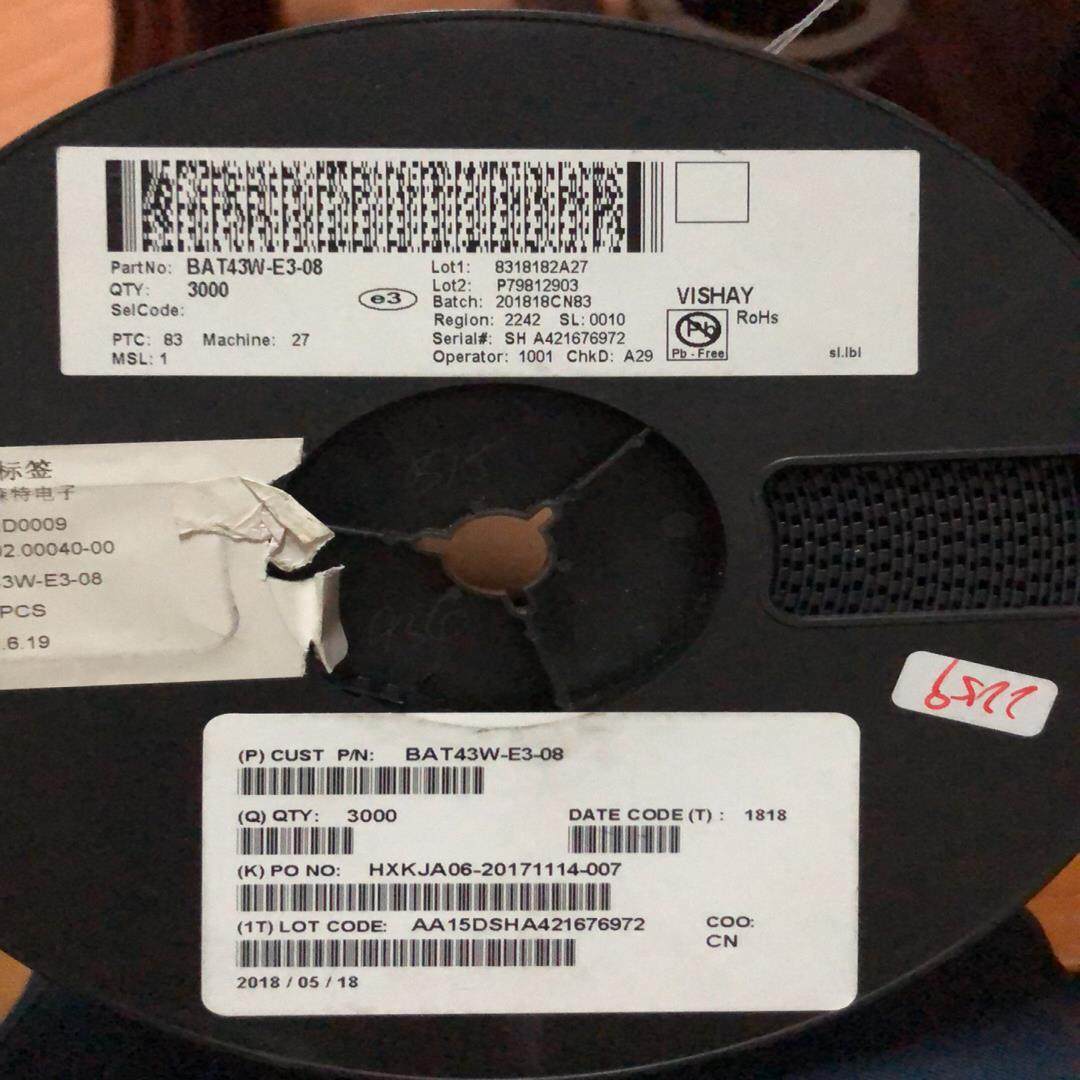 PartNo: BAT43W-E3-08
QTY: 3000
SelCode:
PTC: 83 Machine: 27
MSL: 1
e3
Lot1: 8318182A27
Lot2: P79812903
Batch: 201818CN83
Region: 2242 SL: 0010
Serial#: SH A421676972
Operator: 1001 ChkD: A29
VISHAY
Pb
Pb - Free
RoHs
sl.lbl
标签
特电子
D0009
02.00040-00
3W-E3-08
PCS
.6.19
(P) CUST P/N: BAT43W-E3-08
(Q) QTY: 3000
DATE CODE (T) : 1818
(K) PO NO: HXKJA06-20171114-007
(1T) LOT CODE: AA15DSHA421676972
COO:
CN
2018 / 05 / 18